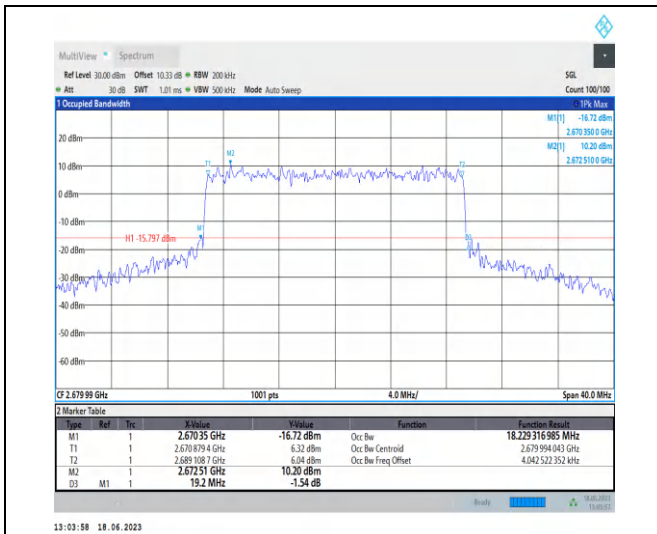 MultiView Spectrum
Ref Level 30.00 dBm Offset 10.33 dB RBW 200 kHz SGL
Att 30 dB SWT 1.01 ms VBW 500 kHz Mode Auto Sweep Count 100/100
1 Occupied Bandwidth 1Pk Max
M1[1] -16.72 dBm
2.670 350 0 GHz
M2[1] 10.20 dBm
2.672 510 0 GHz
20 dBm
M2
T1
T2
10 dBm
0 dBm
-10 dBm
M1
H1 -15.797 dBm
D3
-20 dBm
-30 dBm
-40 dBm
-50 dBm
-60 dBm
CF 2.679 99 GHz 1001 pts 4.0 MHz/ Span 40.0 MHz
2 Marker Table
Type Ref Trc X-Value Y-Value Function Function Result
M1 1 2.670 35 GHz -16.72 dBm Occ Bw 18.229 316 985 MHz
T1 1 2.670 879 4 GHz 6.32 dBm Occ Bw Centroid 2.679 994 043 GHz
T2 1 2.689 108 7 GHz 6.04 dBm Occ Bw Freq Offset 4.042 522 352 kHz
M2 1 2.672 51 GHz 10.20 dBm
D3 M1 1 19.2 MHz -1.54 dB
Ready
13:03:58 18.06.2023